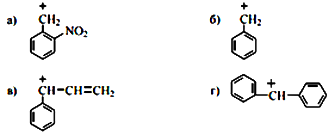 + +
а) CH₂ б) CH₂
NO₂
+ +
в) CH–CH=CH₂ г) CH